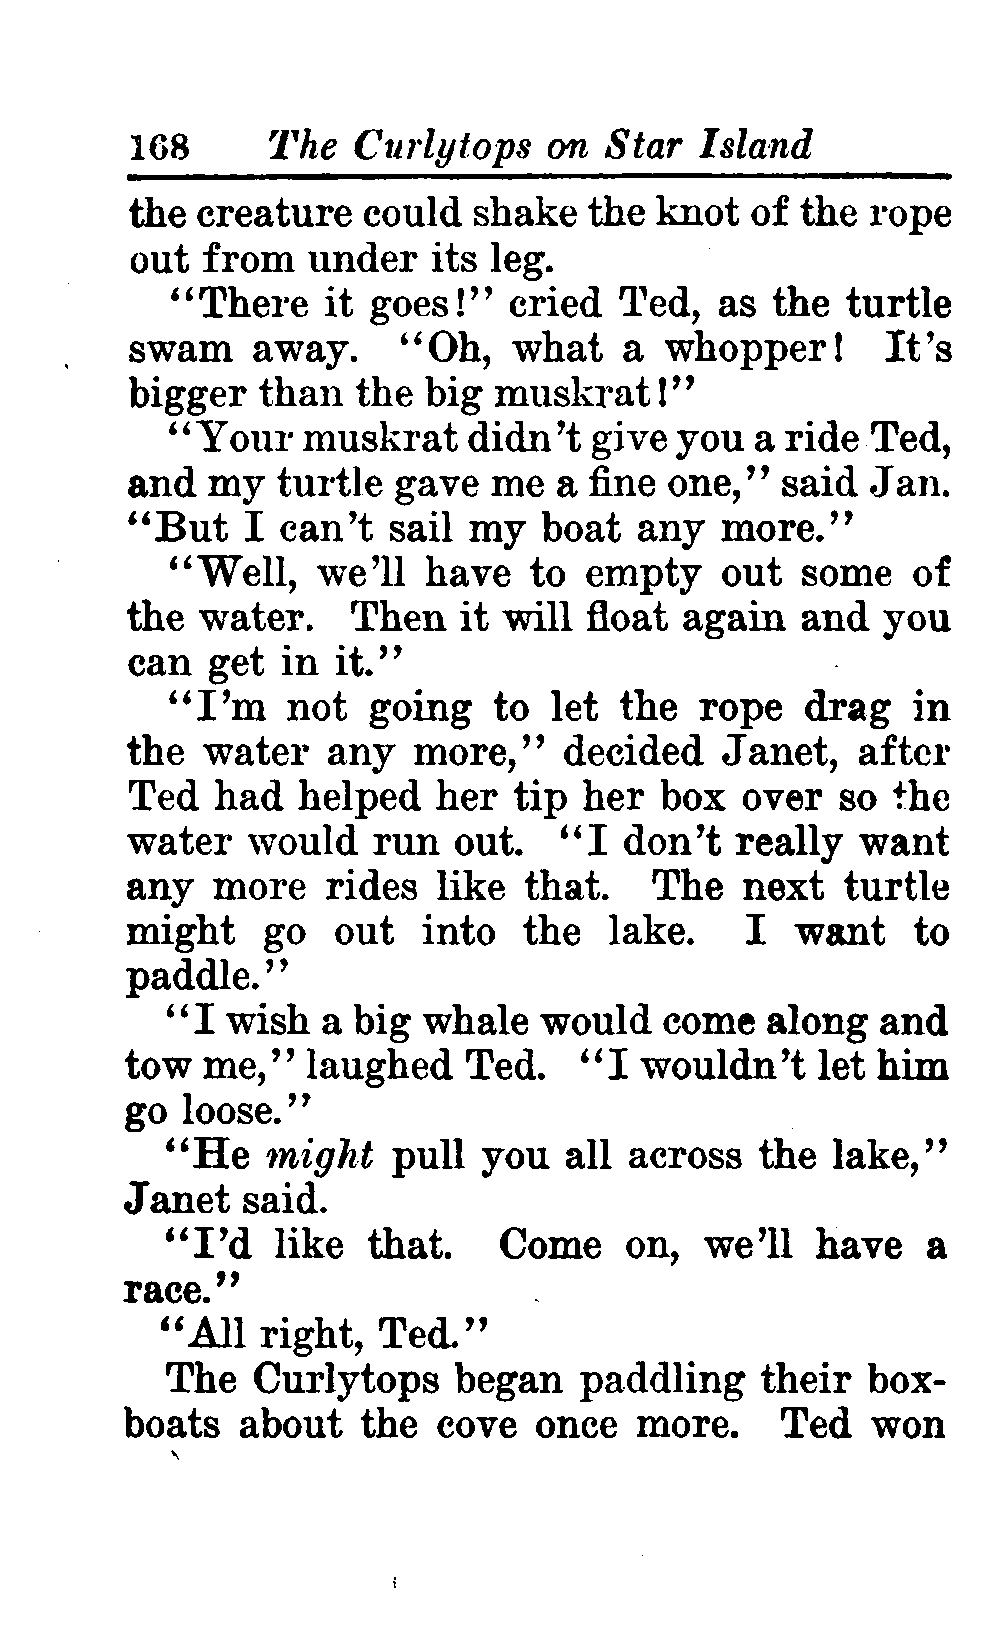 168 The Curlytops on Star Island
the creature could shake the knot of the rope
out from under its leg.
"There it goes!" cried Ted, as the turtle
swam away. "Oh, what a whopper! It's
bigger than the big muskrat!"
"Your muskrat didn't give you a ride Ted,
and my turtle gave me a fine one," said Jan.
"But I can't sail my boat any more."
"Well, we'll have to empty out some of
the water. Then it will float again and you
can get in it."
"I'm not going to let the rope drag in
the water any more," decided Janet, after
Ted had helped her tip her box over so the
water would run out. "I don't really want
any more rides like that. The next turtle
might go out into the lake. I want to
paddle."
"I wish a big whale would come along and
tow me," laughed Ted. "I wouldn't let him
go loose."
"He might pull you all across the lake,"
Janet said.
"I'd like that. Come on, we'll have a
race."
"All right, Ted."
The Curlytops began paddling their box-
boats about the cove once more. Ted won